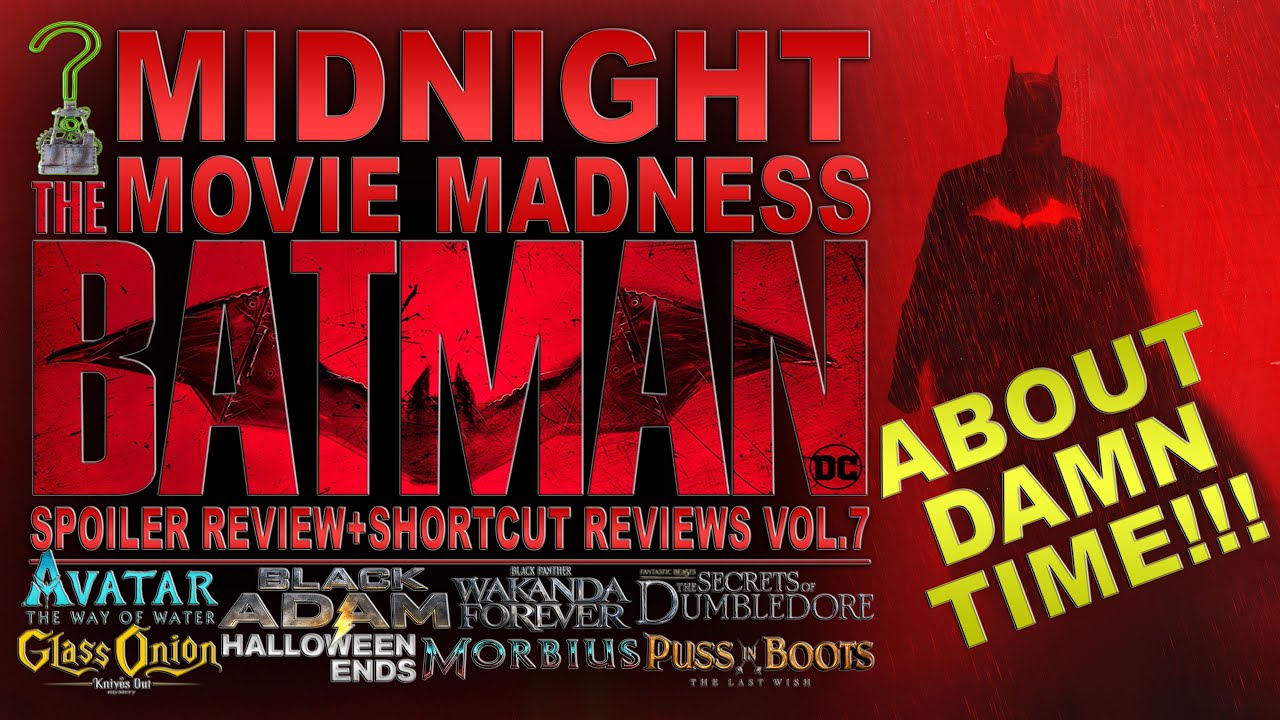 ?
MIDNIGHT
THE MOVIE MADNESS
BATMAN
DC
SPOILER REVIEW+SHORTCUT REVIEWS VOL.7
AVATAR
THE WAY OF WATER
BLACK
ADAM
BLACK PANTHER
WAKANDA
FOREVER
FANTASTIC BEASTS
THE SECRETS OF
DUMBLEDORE
Glass Onion
A
Knives Out
mystery
HALLOWEEN
ENDS
MORBIUS
PUSS IN BOOTS
THE LAST WISH
ABOUT
DAMN
TIME!!!